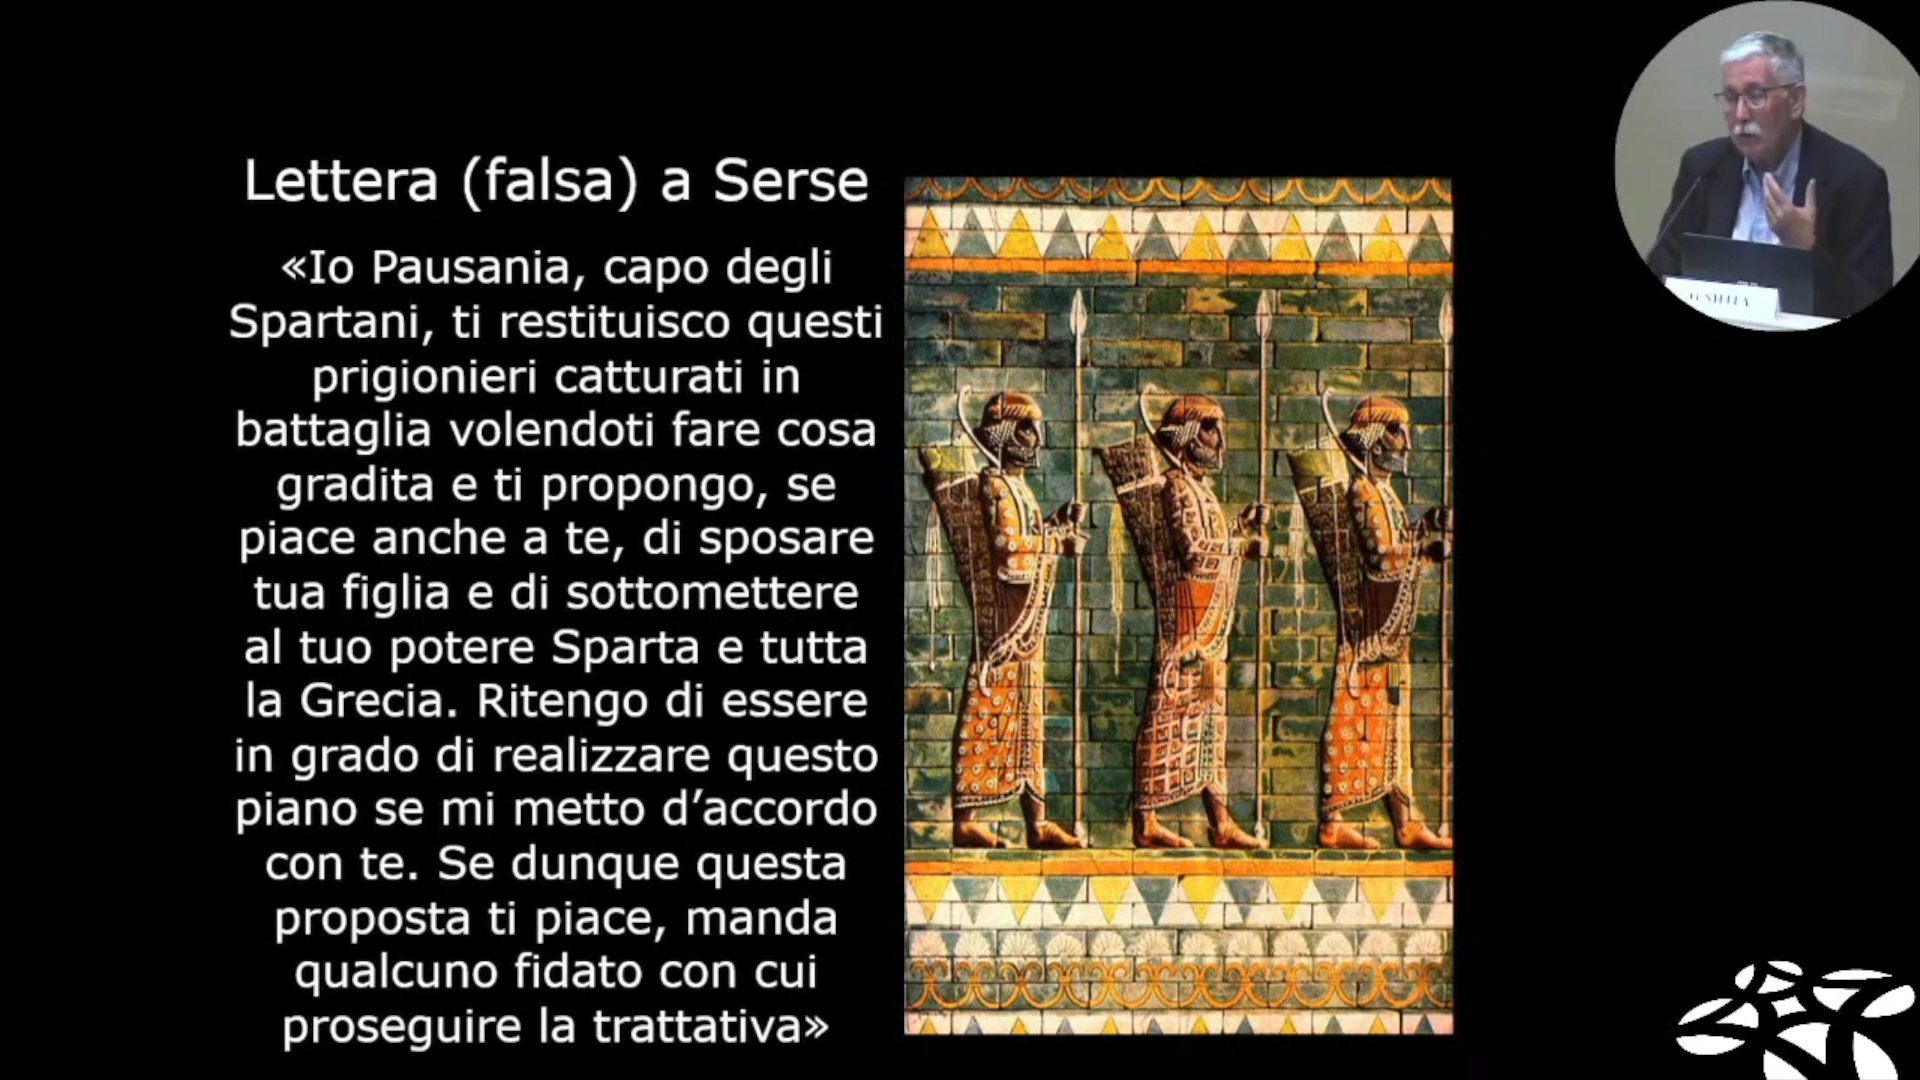 Lettera (falsa) a Serse
«Io Pausania, capo degli
Spartani, ti restituisco questi
prigionieri catturati in
battaglia volendoti fare cosa
gradita e ti propongo, se
piace anche a te, di sposare
tua figlia e di sottomettere
al tuo potere Sparta e tutta
la Grecia. Ritengo di essere
in grado di realizzare questo
piano se mi metto d’accordo
con te. Se dunque questa
proposta ti piace, manda
qualcuno fidato con cui
proseguire la trattativa»